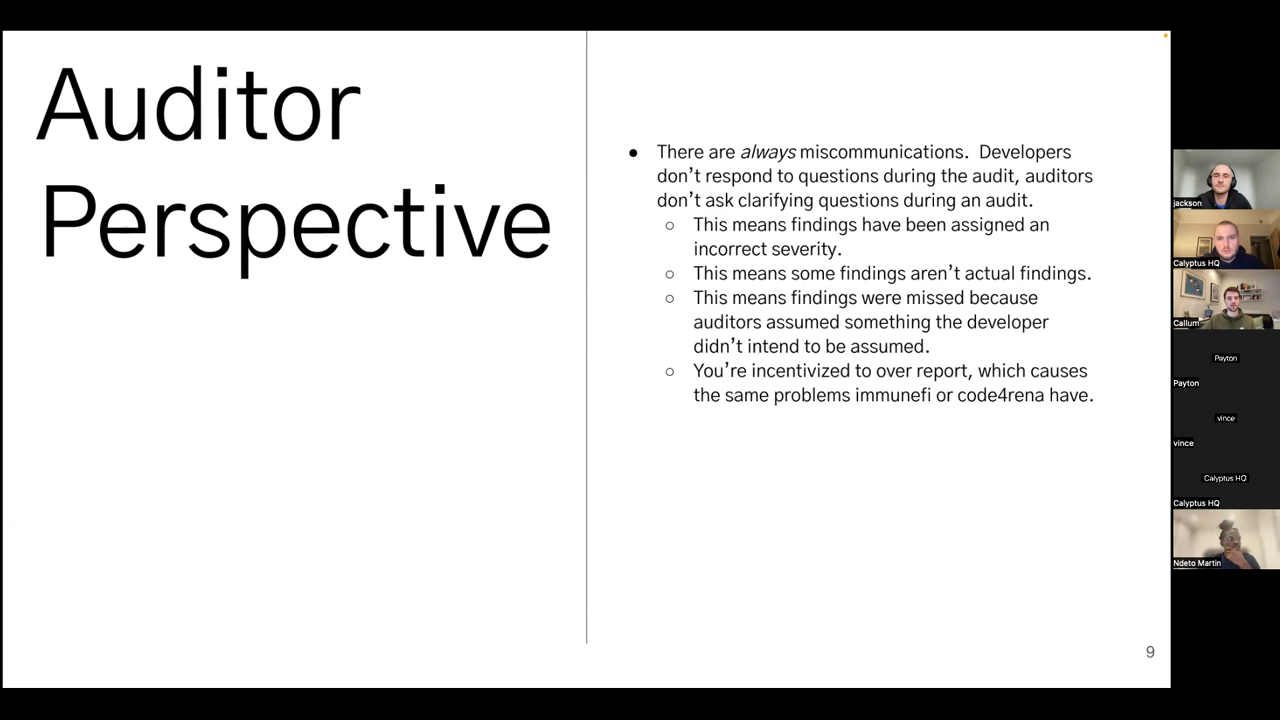 Auditor
Perspective
● There are always miscommunications. Developers
don’t respond to questions during the audit, auditors
don’t ask clarifying questions during an audit.
○ This means findings have been assigned an
incorrect severity.
○ This means some findings aren’t actual findings.
○ This means findings were missed because
auditors assumed something the developer
didn’t intend to be assumed.
○ You’re incentivized to over report, which causes
the same problems immunefi or code4rena have.
9
jackson
Calyptus HQ
Callum
Payton
Payton
vince
vince
Calyptus HQ
Calyptus HQ
Ndeto Martin